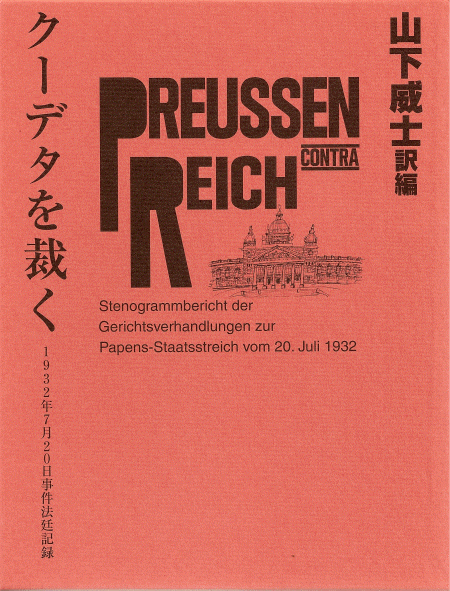 山下威士訳編
クーデタを裁く
1932年7月20日事件法廷記録
PREUSSEN
CONTRA
REICH
Stenogrammbericht der
Gerichtsverhandlungen zur
Papens-Staatsstreich vom 20. Juli 1932